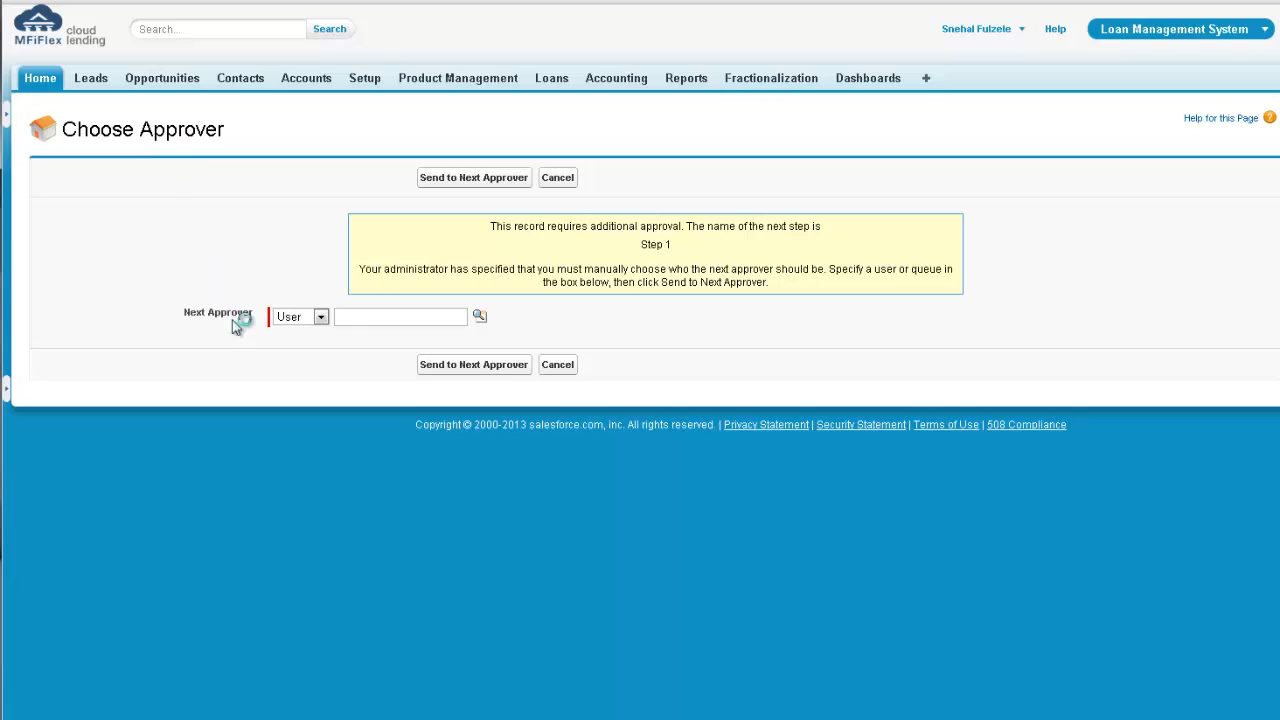 MFiFlex cloud lending
Search...
Search
Snehal Fulzele
Help
Loan Management System
Home Leads Opportunities Contacts Accounts Setup Product Management Loans Accounting Reports Fractionalization Dashboards +
Choose Approver
Help for this Page ?
Send to Next Approver Cancel
This record requires additional approval. The name of the next step is
Step 1
Your administrator has specified that you must manually choose who the next approver should be. Specify a user or queue in
the box below, then click Send to Next Approver.
Next Approver User
Send to Next Approver Cancel
Copyright © 2000-2013 salesforce.com, inc. All rights reserved. | Privacy Statement | Security Statement | Terms of Use | 508 Compliance